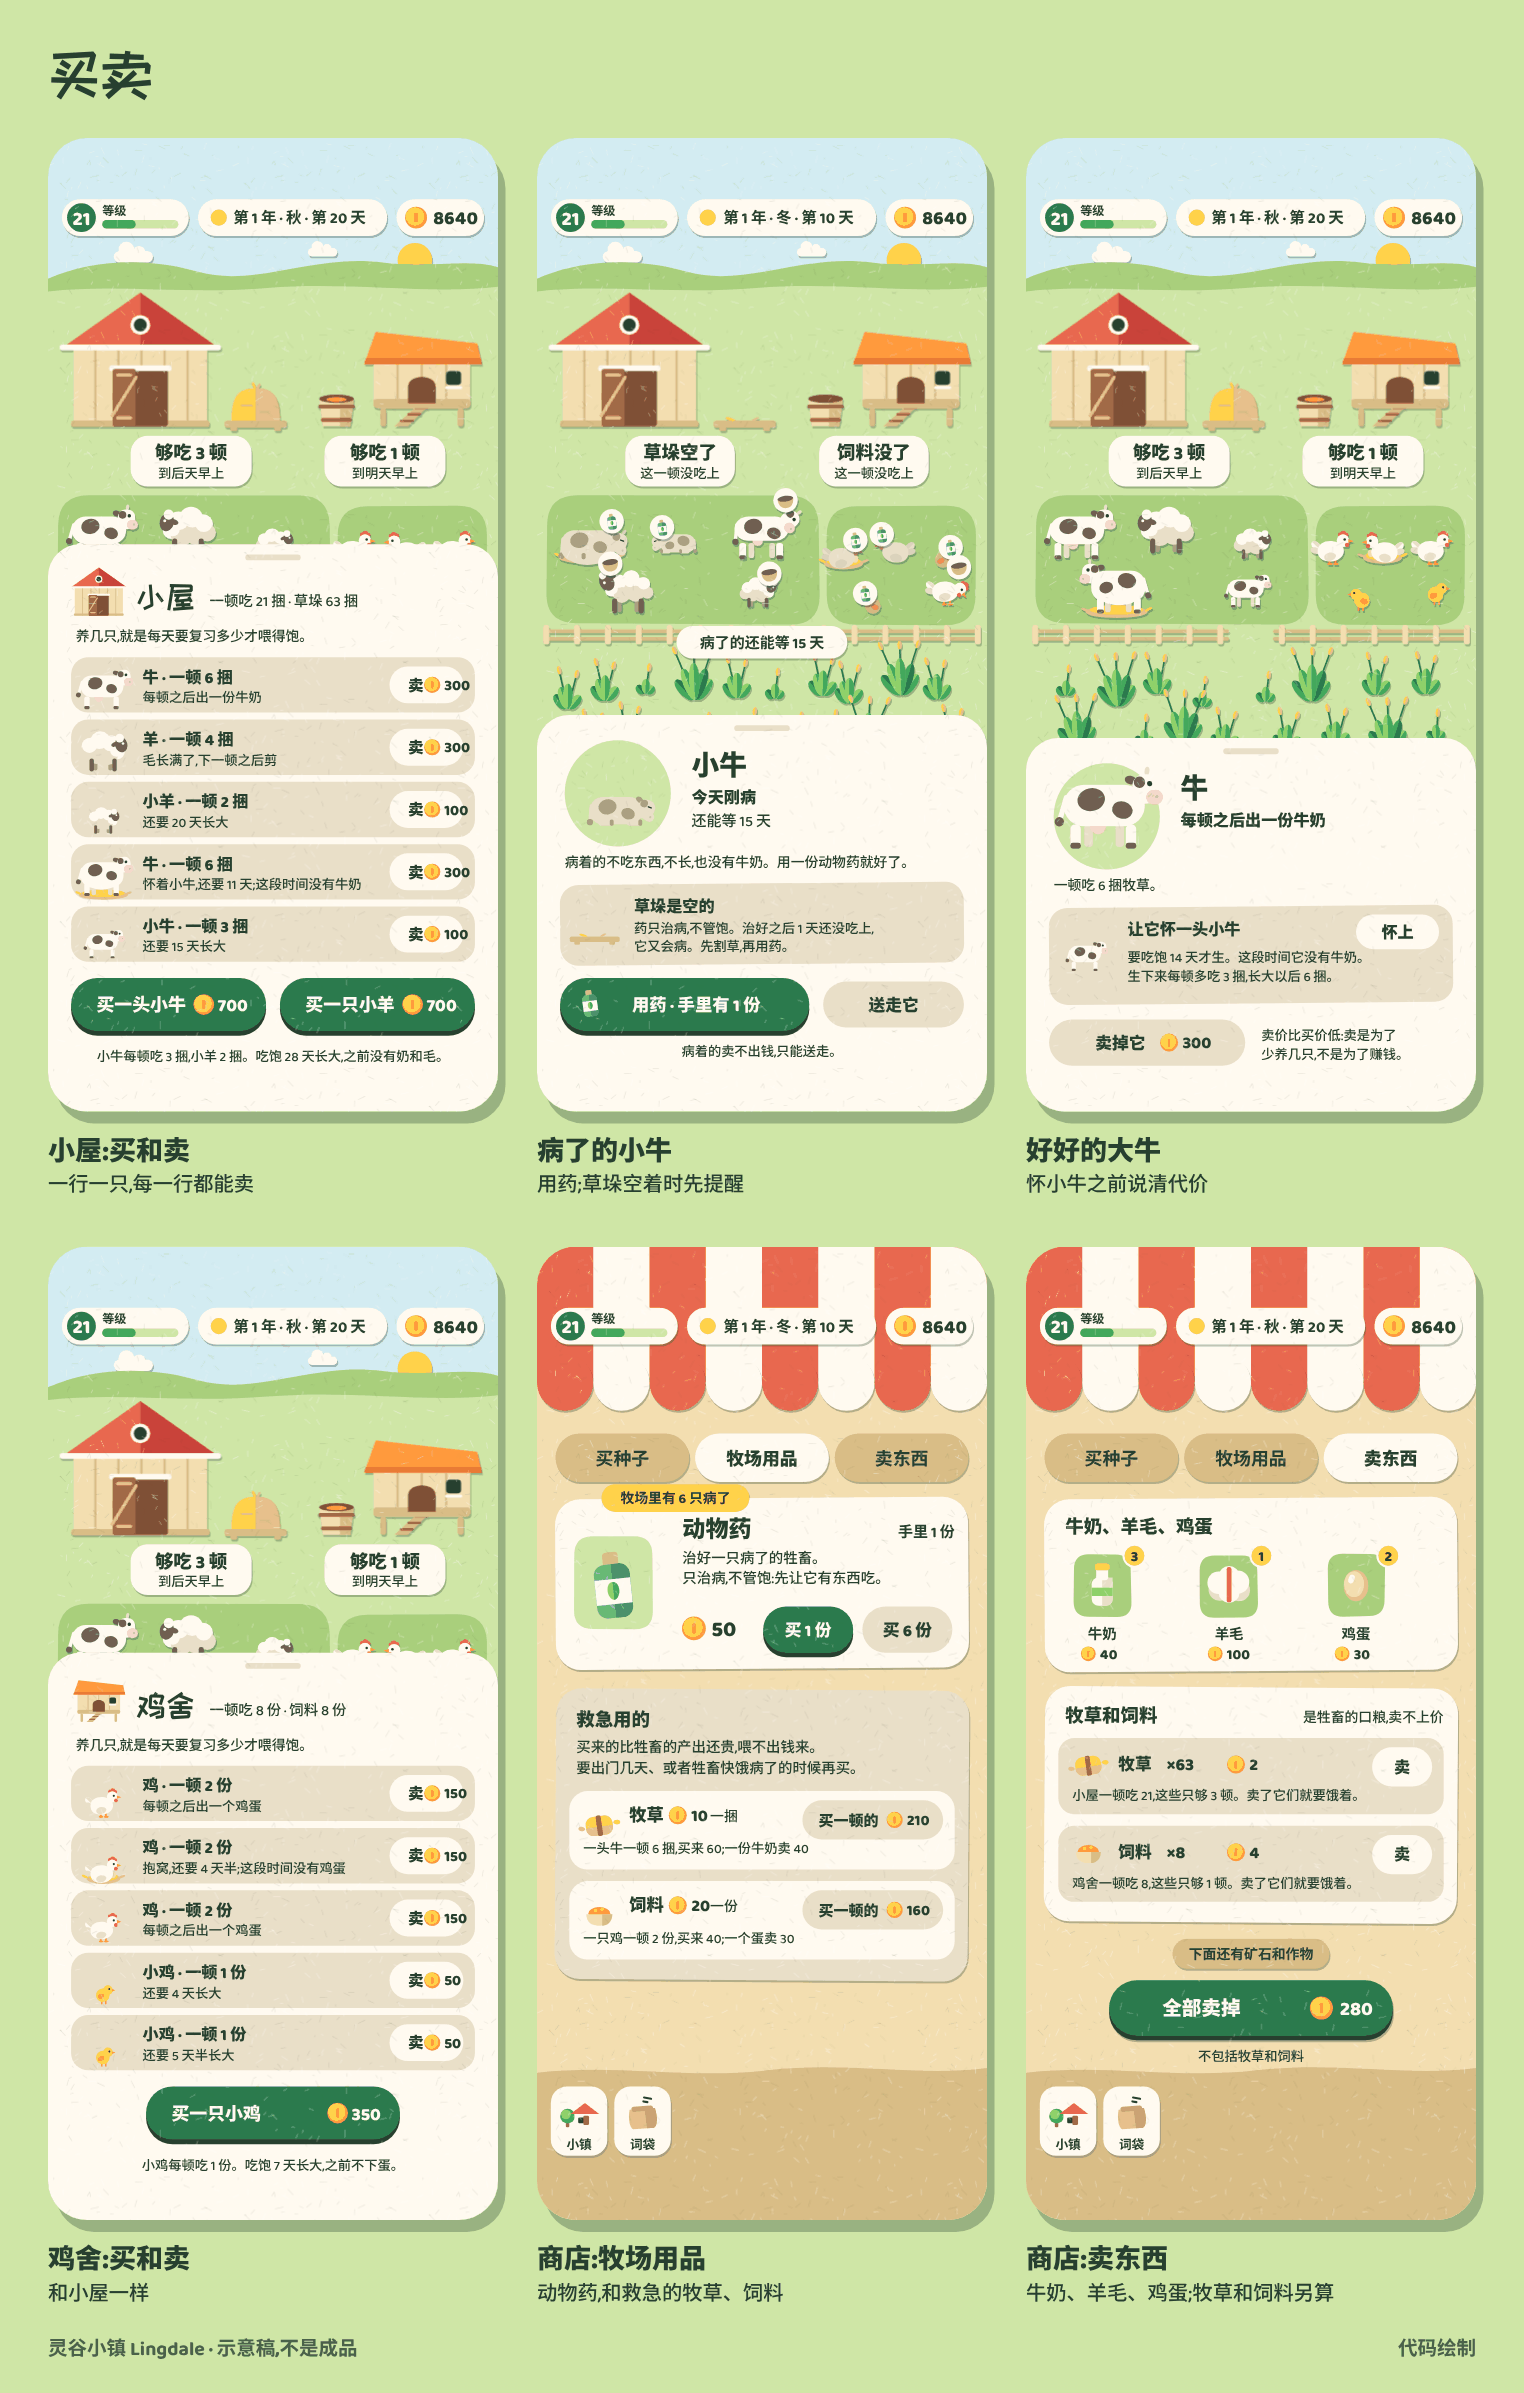 买卖
21 等级
第1年·秋·第20天
8640
够吃 3 顿
到后天早上
够吃 1 顿
到明天早上
小屋 一顿吃 21 捆·草垛 63 捆
养几只,就是每天要复习多少才喂得饱。
牛·一顿 6 捆
每顿之后出一份牛奶
卖 300
羊·一顿 4 捆
毛长满了,下一顿之后剪
卖 300
小羊·一顿 2 捆
还要 20 天长大
卖 100
牛·一顿 6 捆
怀着小牛,还要 11 天;这段时间没有牛奶
卖 300
小牛·一顿 3 捆
还要 15 天长大
卖 100
买一头小牛 700
买一只小羊 700
小牛每顿吃 3 捆,小羊 2 捆。吃饱 28 天长大,之前没有奶和毛。
小屋:买和卖
一行一只,每一行都能卖
21 等级
第1年·冬·第10天
8640
草垛空了
这一顿没吃上
饲料没了
这一顿没吃上
病了的还能等 15 天
小牛
今天刚病
还能等 15 天
病着的不吃东西,不长,也没有牛奶。用一份动物药就好了。
草垛是空的
药只治病,不管饱。治好之后 1 天还没吃上,
它又会病。先割草,再用药。
用药·手里有 1 份
送走它
病着的卖不出钱,只能送走。
病了的小牛
用药;草垛空着时先提醒
21 等级
第1年·秋·第20天
8640
够吃 3 顿
到后天早上
够吃 1 顿
到明天早上
牛
每顿之后出一份牛奶
一顿吃 6 捆牧草。
让它怀一头小牛
要吃饱 14 天才生。这段时间它没有牛奶。
生下来每顿多吃 3 捆,长大以后 6 捆。
怀上
卖掉它 300
卖价比买价低:卖是为了
少养几只,不是为了赚钱。
好好的大牛
怀小牛之前说清代价
21 等级
第1年·秋·第20天
8640
够吃 3 顿
到后天早上
够吃 1 顿
到明天早上
鸡舍 一顿吃 8 份·饲料 8 份
养几只,就是每天要复习多少才喂得饱。
鸡·一顿 2 份
每顿之后出一个鸡蛋
卖 150
鸡·一顿 2 份
抱窝,还要 4 天半;这段时间没有鸡蛋
卖 150
鸡·一顿 2 份
每顿之后出一个鸡蛋
卖 150
小鸡·一顿 1 份
还要 4 天长大
卖 50
小鸡·一顿 1 份
还要 5 天半长大
卖 50
买一只小鸡 350
小鸡每顿吃 1 份。吃饱 7 天长大,之前不下蛋。
鸡舍:买和卖
和小屋一样
21 等级
第1年·冬·第10天
8640
买种子
牧场用品
卖东西
牧场里有 6 只病了
动物药
手里 1 份
治好一只病了的牲畜。
只治病,不管饱:先让它有东西吃。
50
买 1 份
买 6 份
救急用的
买来的比牲畜的产出还贵,喂不出钱来。
要出门几天、或者牲畜快饿病了的时候再买。
牧草 10一捆
买一顿的 210
一头牛一顿 6 捆,买来 60;一份牛奶卖 40
饲料 20一份
买一顿的 160
一只鸡一顿 2 份,买来 40;一个蛋卖 30
小镇
词袋
商店:牧场用品
动物药,和救急的牧草、饲料
21 等级
第1年·秋·第20天
8640
买种子
牧场用品
卖东西
牛奶、羊毛、鸡蛋
3
1
2
牛奶
羊毛
鸡蛋
40
100
30
牧草和饲料
是牲畜的口粮,卖不上价
牧草 ×63 2
卖
小屋一顿吃 21,这些只够 3 顿。卖了它们就要饿着。
饲料 ×8 4
卖
鸡舍一顿吃 8,这些只够 1 顿。卖了它们就要饿着。
下面还有矿石和作物
全部卖掉 280
不包括牧草和饲料
小镇
词袋
商店:卖东西
牛奶、羊毛、鸡蛋;牧草和饲料另算
灵谷小镇 Lingdale·示意稿,不是成品
代码绘制